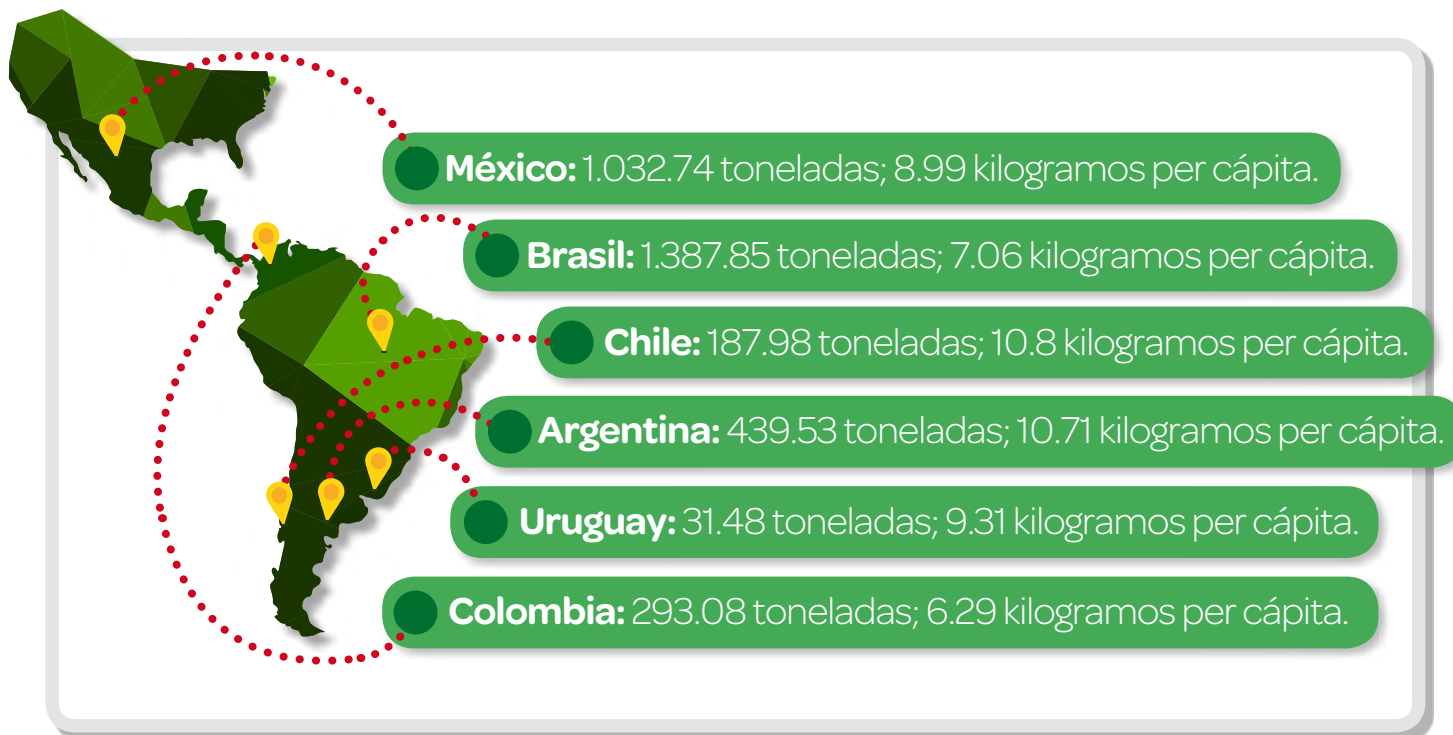 México: 1.032.74 toneladas; 8.99 kilogramos per cápita.
Brasil: 1.387.85 toneladas; 7.06 kilogramos per cápita.
Chile: 187.98 toneladas; 10.8 kilogramos per cápita.
Argentina: 439.53 toneladas; 10.71 kilogramos per cápita.
Uruguay: 31.48 toneladas; 9.31 kilogramos per cápita.
Colombia: 293.08 toneladas; 6.29 kilogramos per cápita.